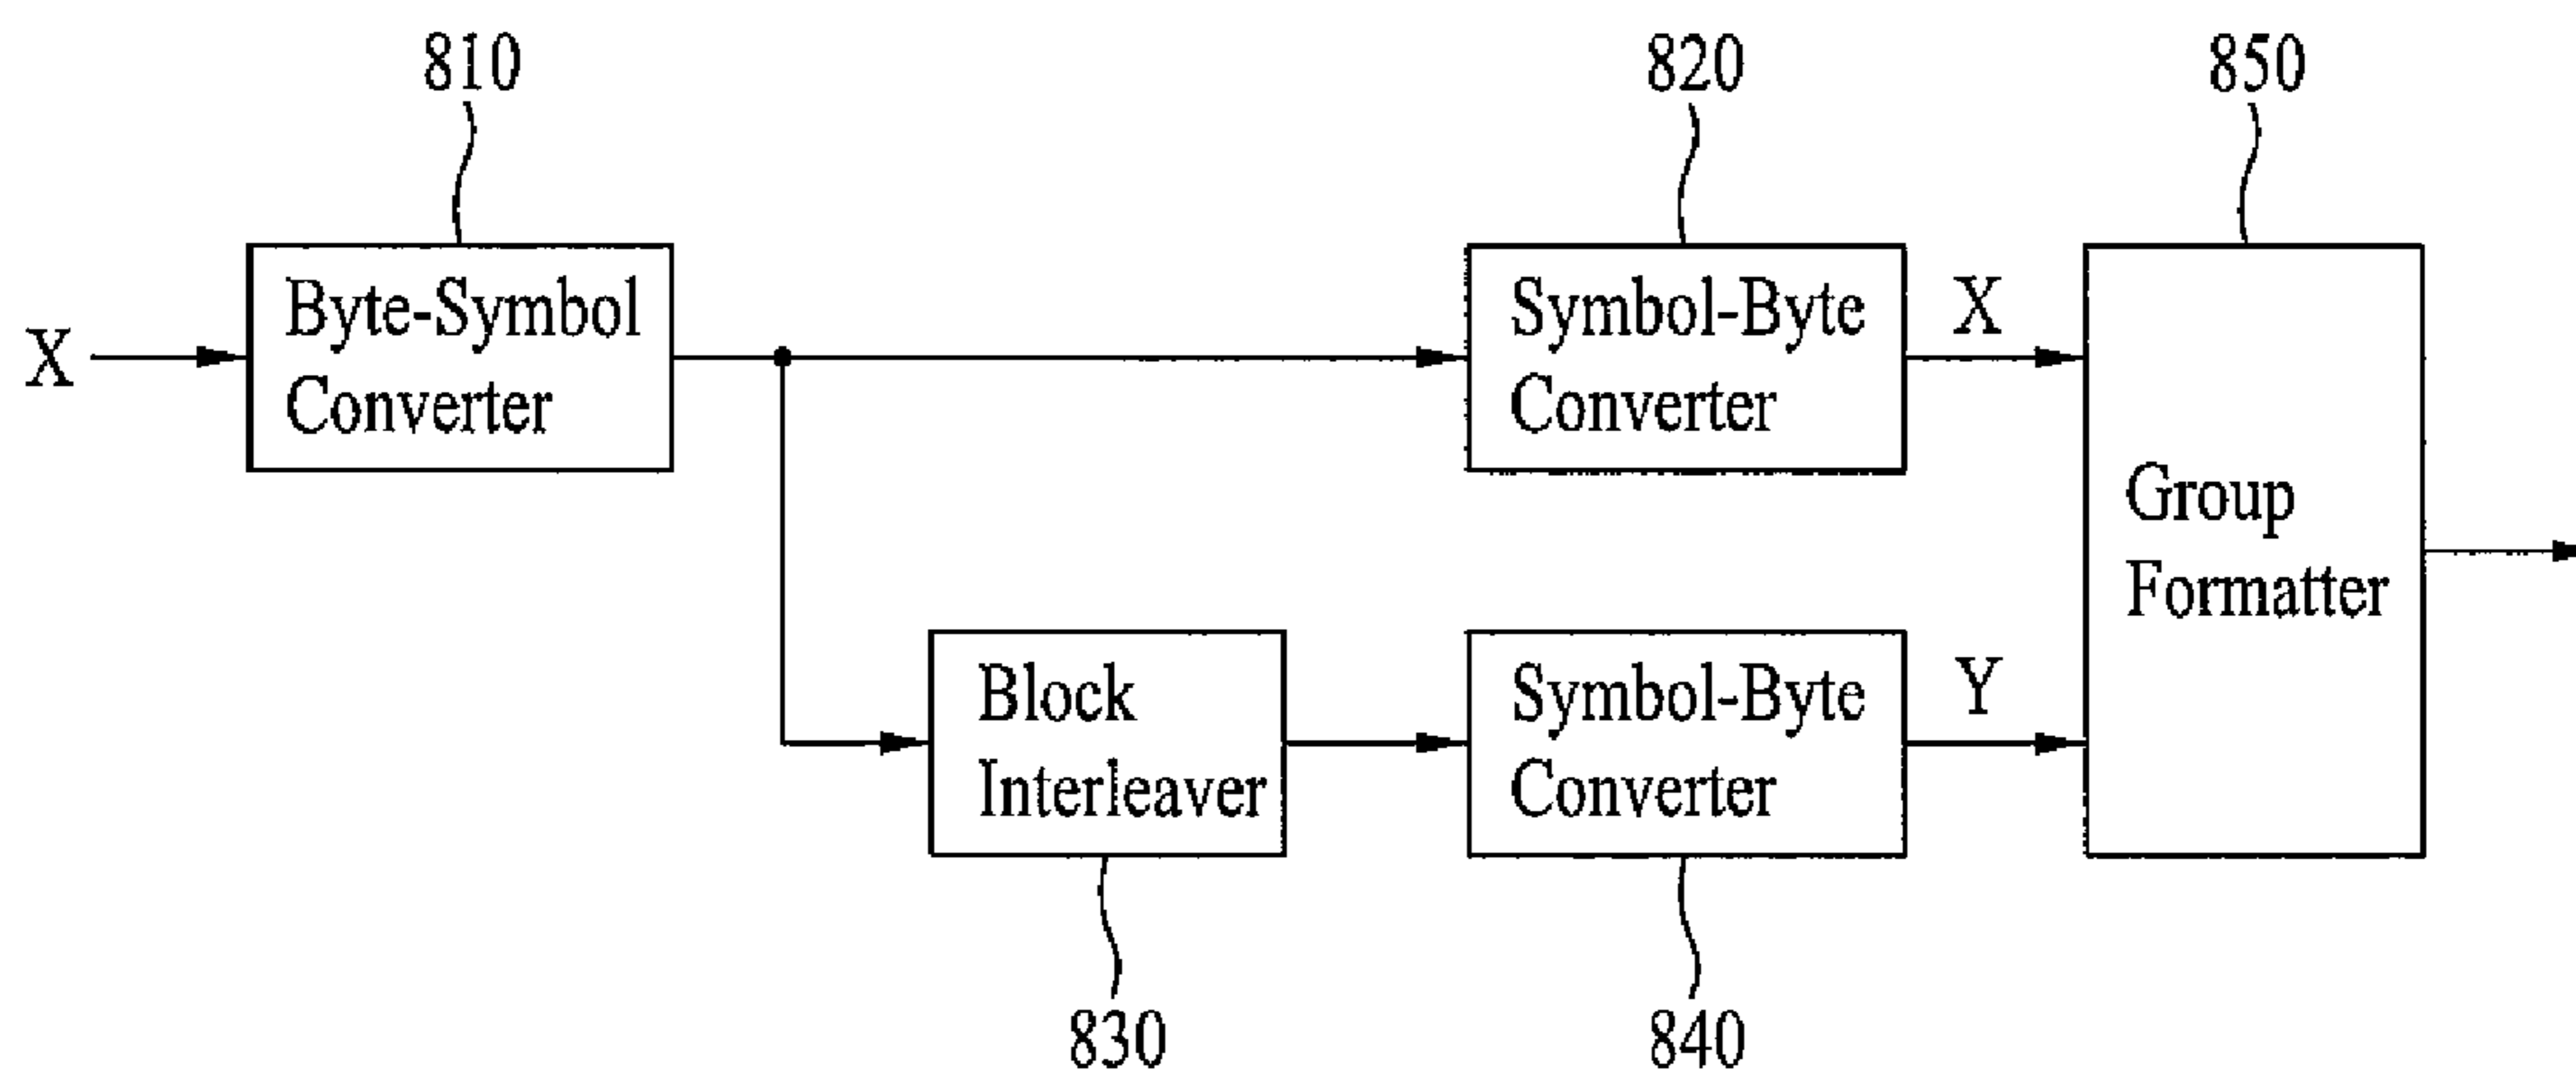 810
820
850
X
Byte-Symbol
Converter
Symbol-Byte
Converter
X
Group
Formatter
Block
Interleaver
Symbol-Byte
Converter
Y
830
840